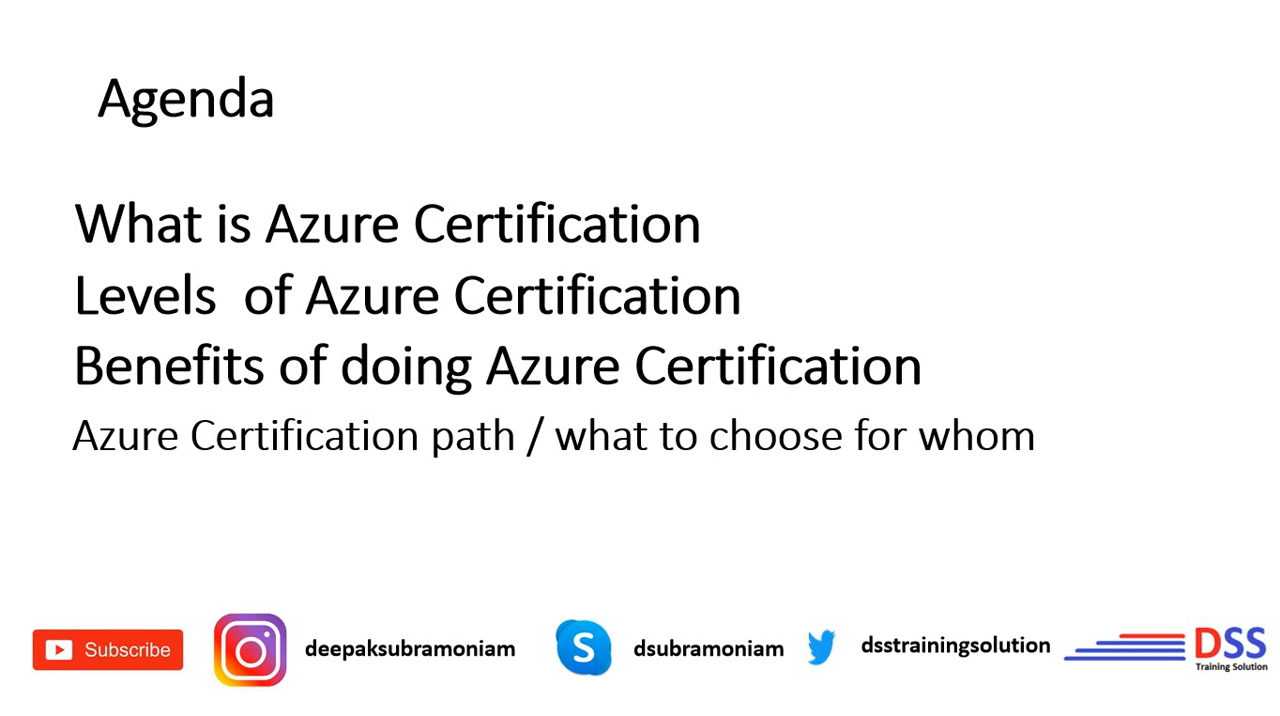 Agenda
What is Azure Certification
Levels of Azure Certification
Benefits of doing Azure Certification
Azure Certification path / what to choose for whom
Subscribe
deepaksubramoniam
S
dsubramoniam
dsstrainingsolution
DSS
Training Solution